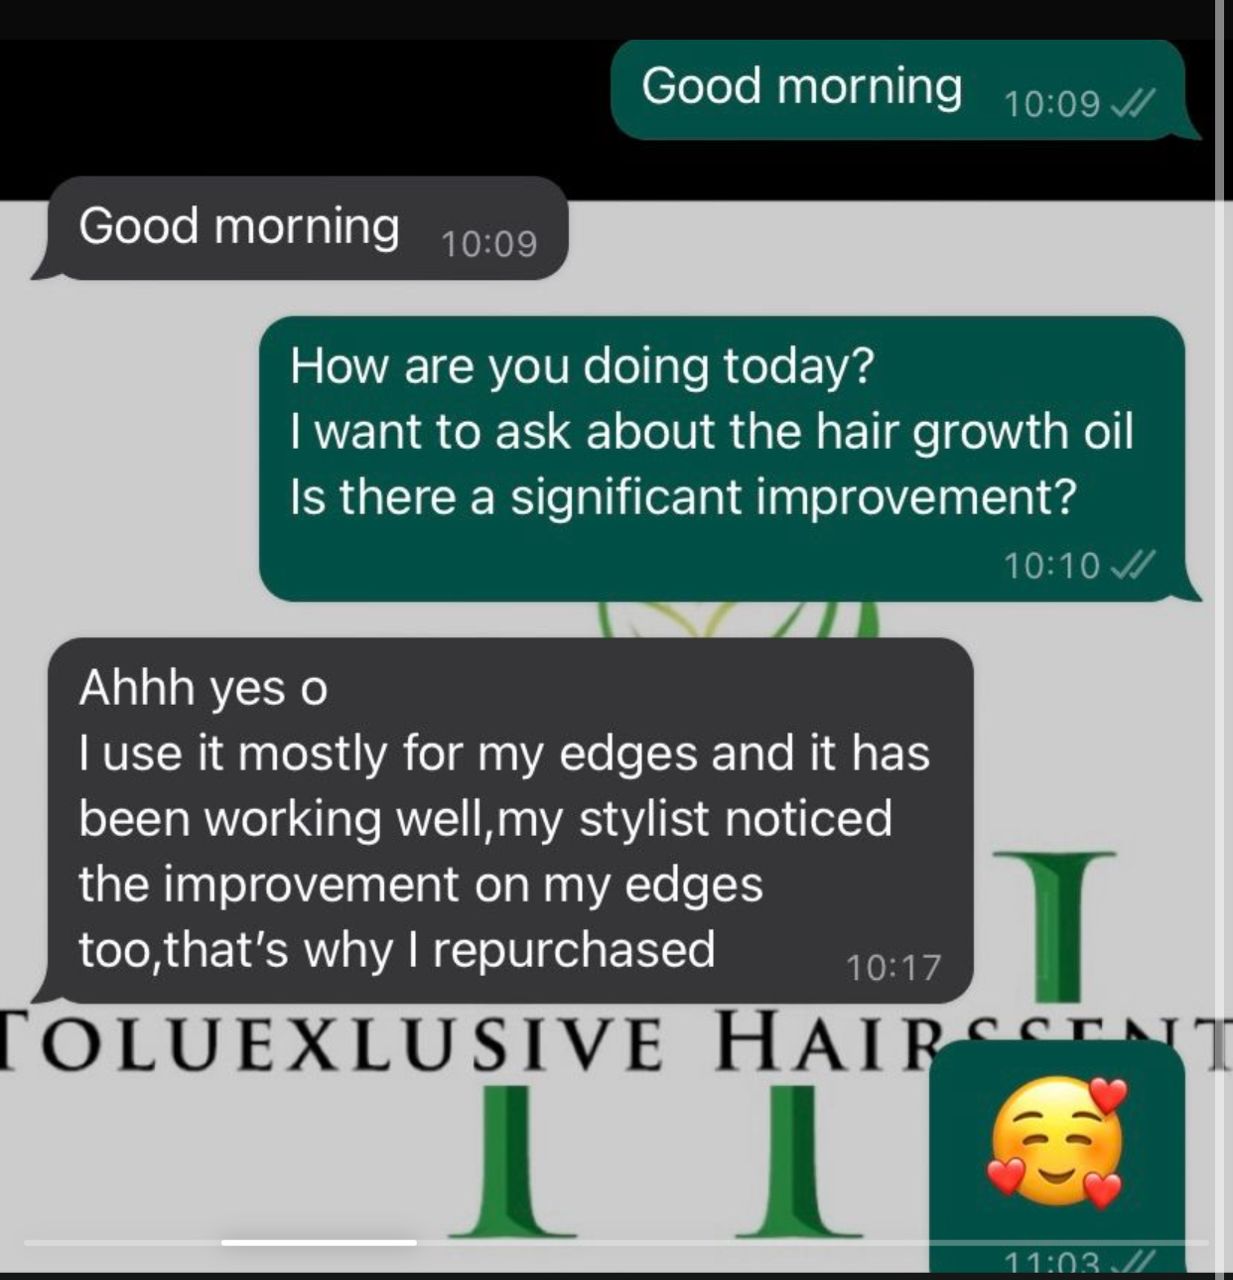 Good morning 10:09
Good morning 10:09
How are you doing today?
I want to ask about the hair growth oil
Is there a significant improvement?
10:10
Ahhh yes o
I use it mostly for my edges and it has
been working well,my stylist noticed
the improvement on my edges
too,that’s why I repurchased 10:17
TOLUEXLUSIVE HAIRSSENT
🥰
11:03